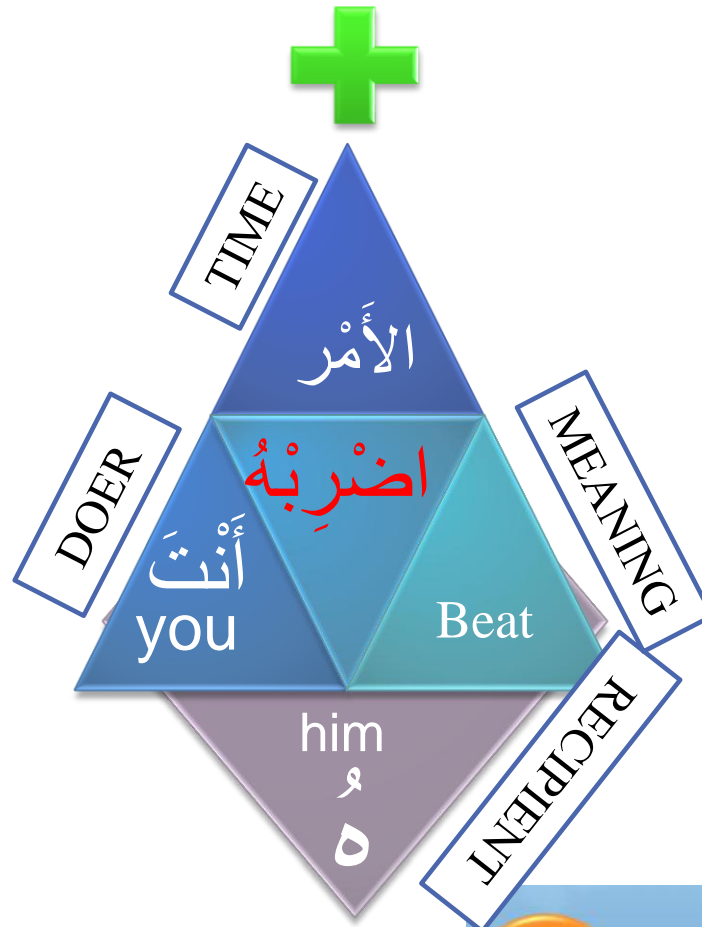 TIME
الأَمْر
MEANING
DOER
اضْرِبْهُ
أَنْتَ
you
Beat
RECIPIENT
him
هُ